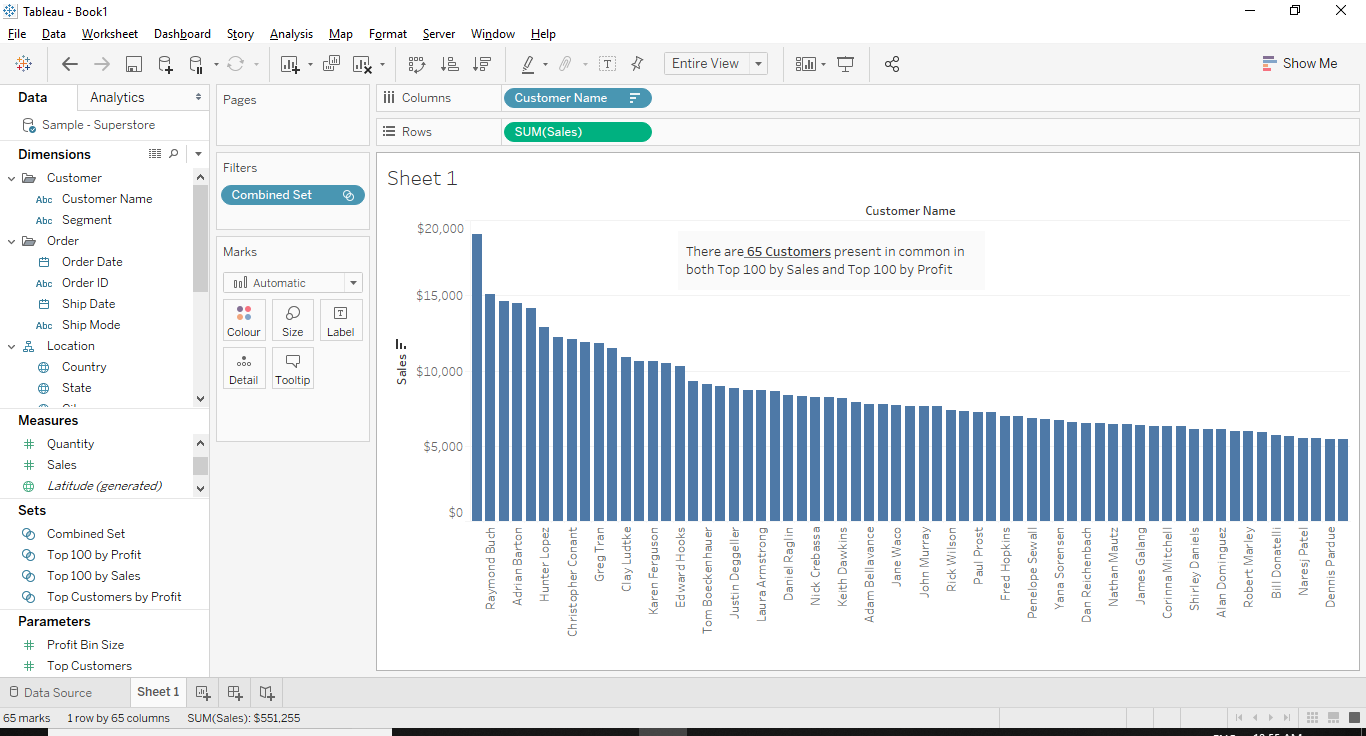 Tableau - Book1
File Data Worksheet Dashboard Story Analysis Map Format Server Window Help
Entire View
Show Me
Data Analytics
Sample - Superstore
Dimensions
Customer
Abc Customer Name
Abc Segment
Order
Order Date
Abc Order ID
Ship Date
Abc Ship Mode
Location
Country
State
Measures
Quantity
Sales
Latitude (generated)
Sets
Combined Set
Top 100 by Profit
Top 100 by Sales
Top Customers by Profit
Parameters
Profit Bin Size
Top Customers
Pages
Filters
Combined Set
Marks
Automatic
Colour Size Label
Detail Tooltip
Columns Customer Name
Rows SUM(Sales)
Sheet 1
Customer Name
There are 65 Customers present in common in
both Top 100 by Sales and Top 100 by Profit
$20,000
$15,000
$10,000
$5,000
$0
Sales
Raymond Buch
Adrian Barton
Hunter Lopez
Christopher Conant
Greg Tran
Clay Ludtke
Karen Ferguson
Edward Hooks
Tom Boeckenhauer
Justin Deggeller
Laura Armstrong
Daniel Raglin
Nick Crebassa
Keith Dawkins
Adam Bellavance
Jane Waco
John Murray
Rick Wilson
Paul Prost
Fred Hopkins
Penelope Sewall
Yana Sorensen
Dan Reichenbach
Nathan Mautz
James Galang
Corinna Mitchell
Shirley Daniels
Alan Dominguez
Robert Marley
Bill Donatelli
Naresj Patel
Dennis Pardue
Data Source Sheet 1
65 marks 1 row by 65 columns SUM(Sales): $551,255